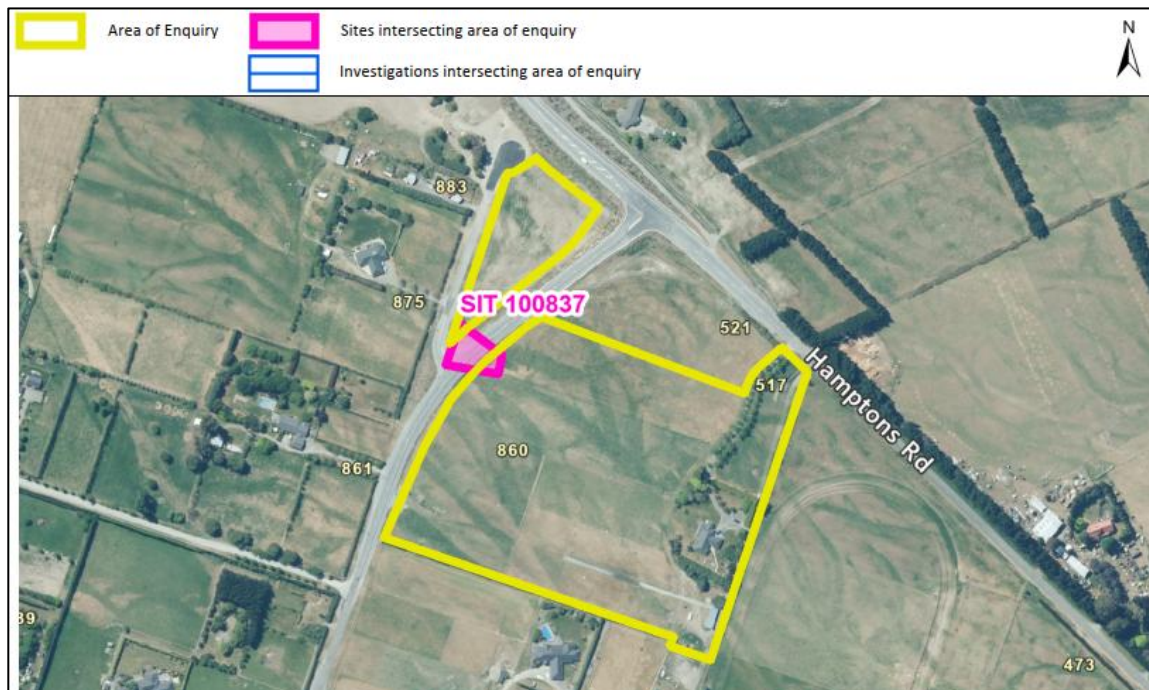 Area of Enquiry
Sites intersecting area of enquiry
N
Investigations intersecting area of enquiry
883
875
SIT 100837
521
517
Hamptons Rd
861
860
39
473